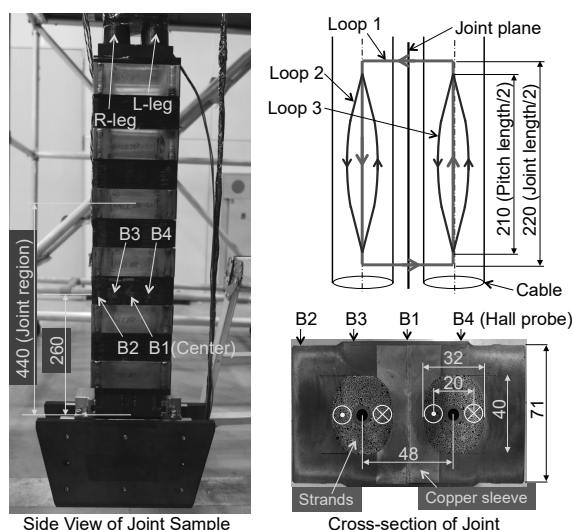 R-leg
L-leg
440 (Joint region)
260
B3
B4
B2
B1(Center)
Side View of Joint Sample
Loop 1
Joint plane
Loop 2
Loop 3
210 (Pitch length/2)
220 (Joint length/2)
Cable
B2
B3
B1
B4 (Hall probe)
32
20
40
71
48
Strands
Copper sleeve
Cross-section of Joint